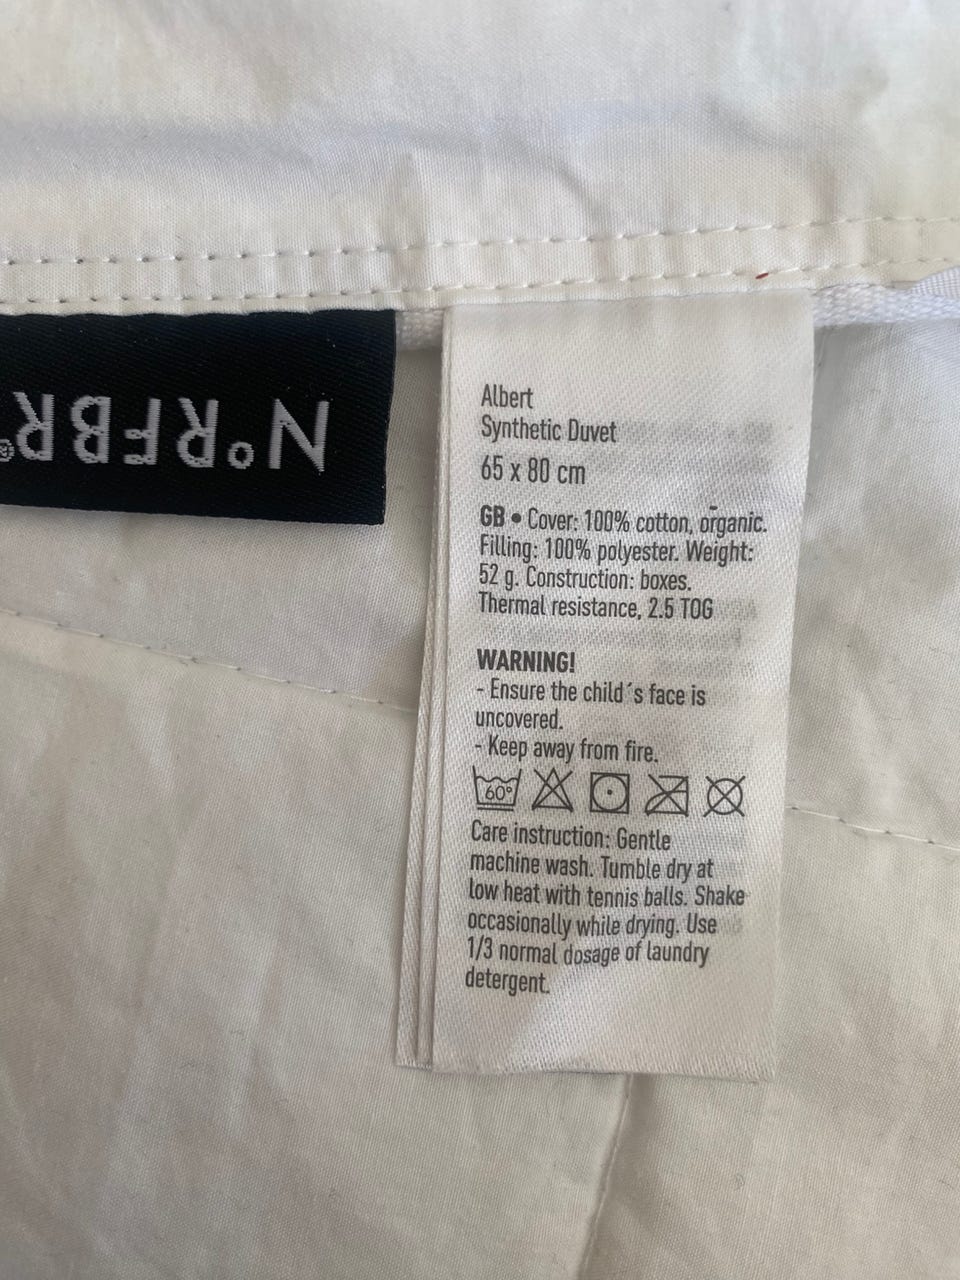 N°RFBR®
Albert
Synthetic Duvet
65 x 80 cm
GB • Cover: 100% cotton, organic.
Filling: 100% polyester. Weight:
52 g. Construction: boxes.
Thermal resistance, 2.5 TOG
WARNING!
- Ensure the child´s face is
uncovered.
- Keep away from fire.
60°
Care instruction: Gentle
machine wash. Tumble dry at
low heat with tennis balls. Shake
occasionally while drying. Use
1/3 normal dosage of laundry
detergent.